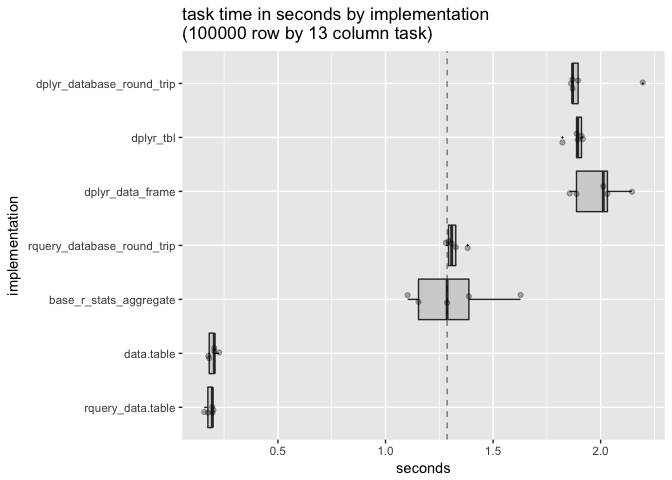 task time in seconds by implementation
(100000 row by 13 column task)
dplyr_database_round_trip
dplyr_tbl
dplyr_data_frame
rquery_database_round_trip
base_r_stats_aggregate
data.table
rquery_data.table
implementation
0.5 1.0 1.5 2.0
seconds